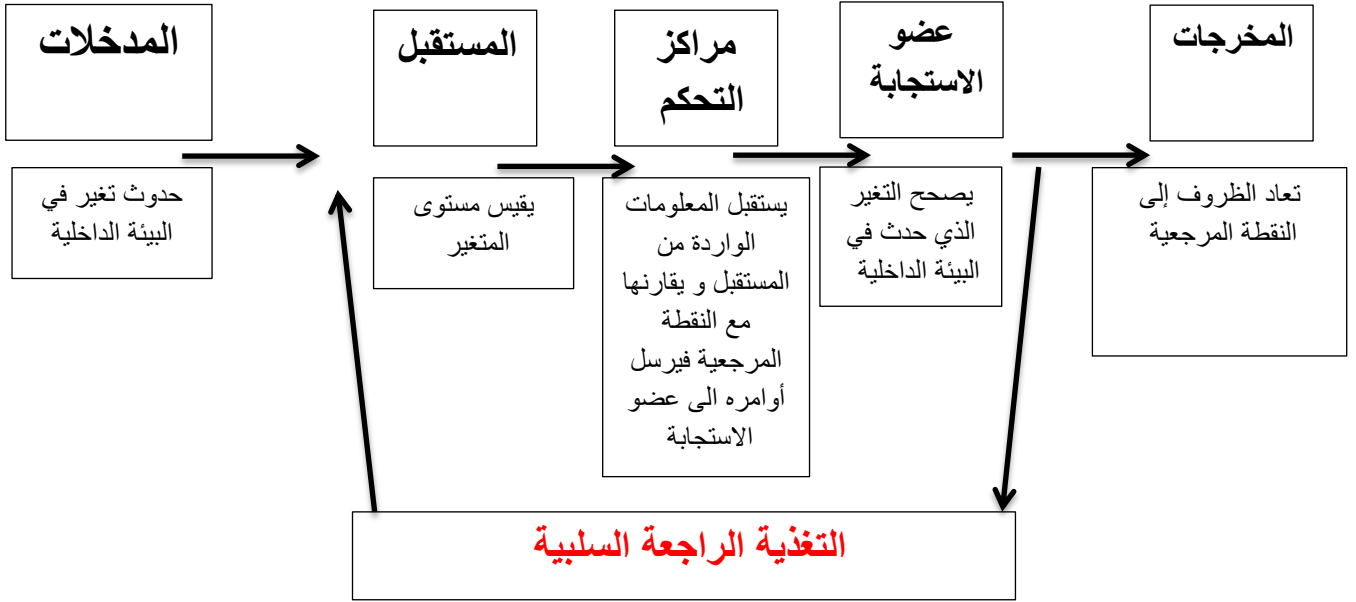 المدخلات
حدوث تغير في
البيئة الداخلية
المستقبل
يقيس مستوى
المتغير
مراكز
التحكم
يستقبل المعلومات
الواردة من
المستقبل و يقارنها
مع النقطة
المرجعية فيرسل
أوامره الى عضو
الاستجابة
عضو
الاستجابة
يصحح التغير
الذي حدث في
البيئة الداخلية
المخرجات
تعاد الظروف إلى
النقطة المرجعية
التغذية الراجعة السلبية